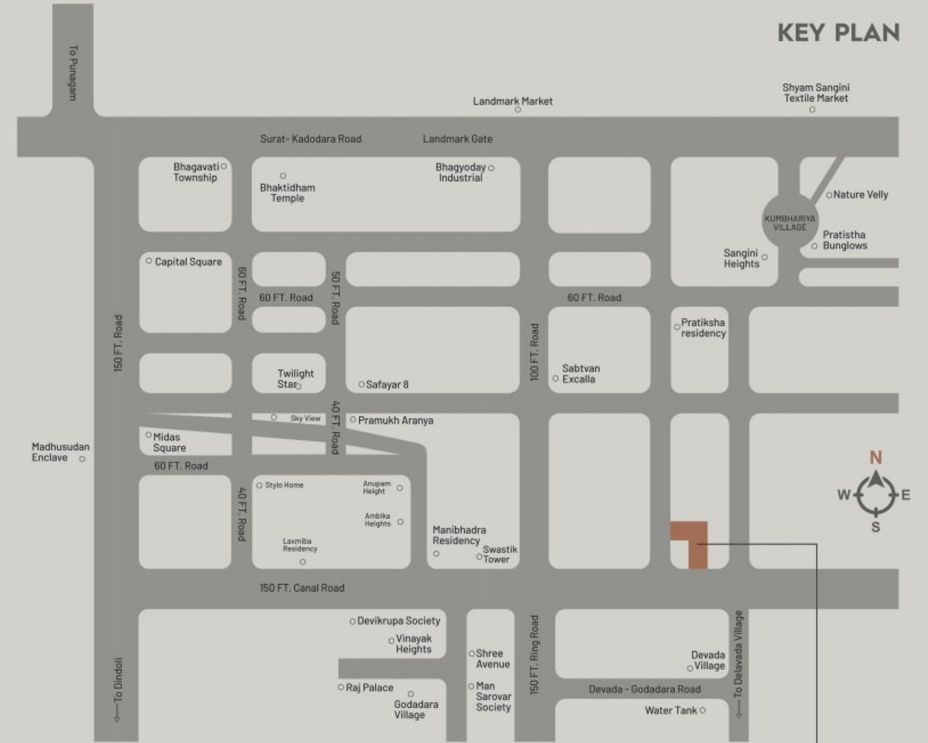 KEY PLAN
To Punagam
Landmark Market
Shyam Sangini
Textile Market
Surat- Kadodara Road
Landmark Gate
Bhagavati
Township
Bhaktidham
Temple
Bhagyoday
Industrial
Nature Velly
KUMBHARIYA
VILLAGE
Pratistha
Bunglows
Sangini
Heights
Capital Square
60 FT. Road
60 FT. Road
50 FT. Road
60 FT. Road
150 FT. Road
100 FT. Road
Pratiksha
residency
Twilight
Star
Safayar 8
Sabtvan
Excalla
Sky View
40 FT. Road
Pramukh Aranya
Midas
Square
Madhusudan
Enclave
60 FT. Road
N
W
E
S
40 FT. Road
Stylo Home
Anupam
Height
Ambika
Heights
Laxmiba
Residency
Manibhadra
Residency
Swastik
Tower
150 FT. Canal Road
Devikrupa Society
Vinayak
Heights
Shree
Avenue
150 FT. Ring Road
Devada
Village
To Delavada Village
To Dindoli
Raj Palace
Godadara
Village
Man
Sarovar
Society
Devada - Godadara Road
Water Tank